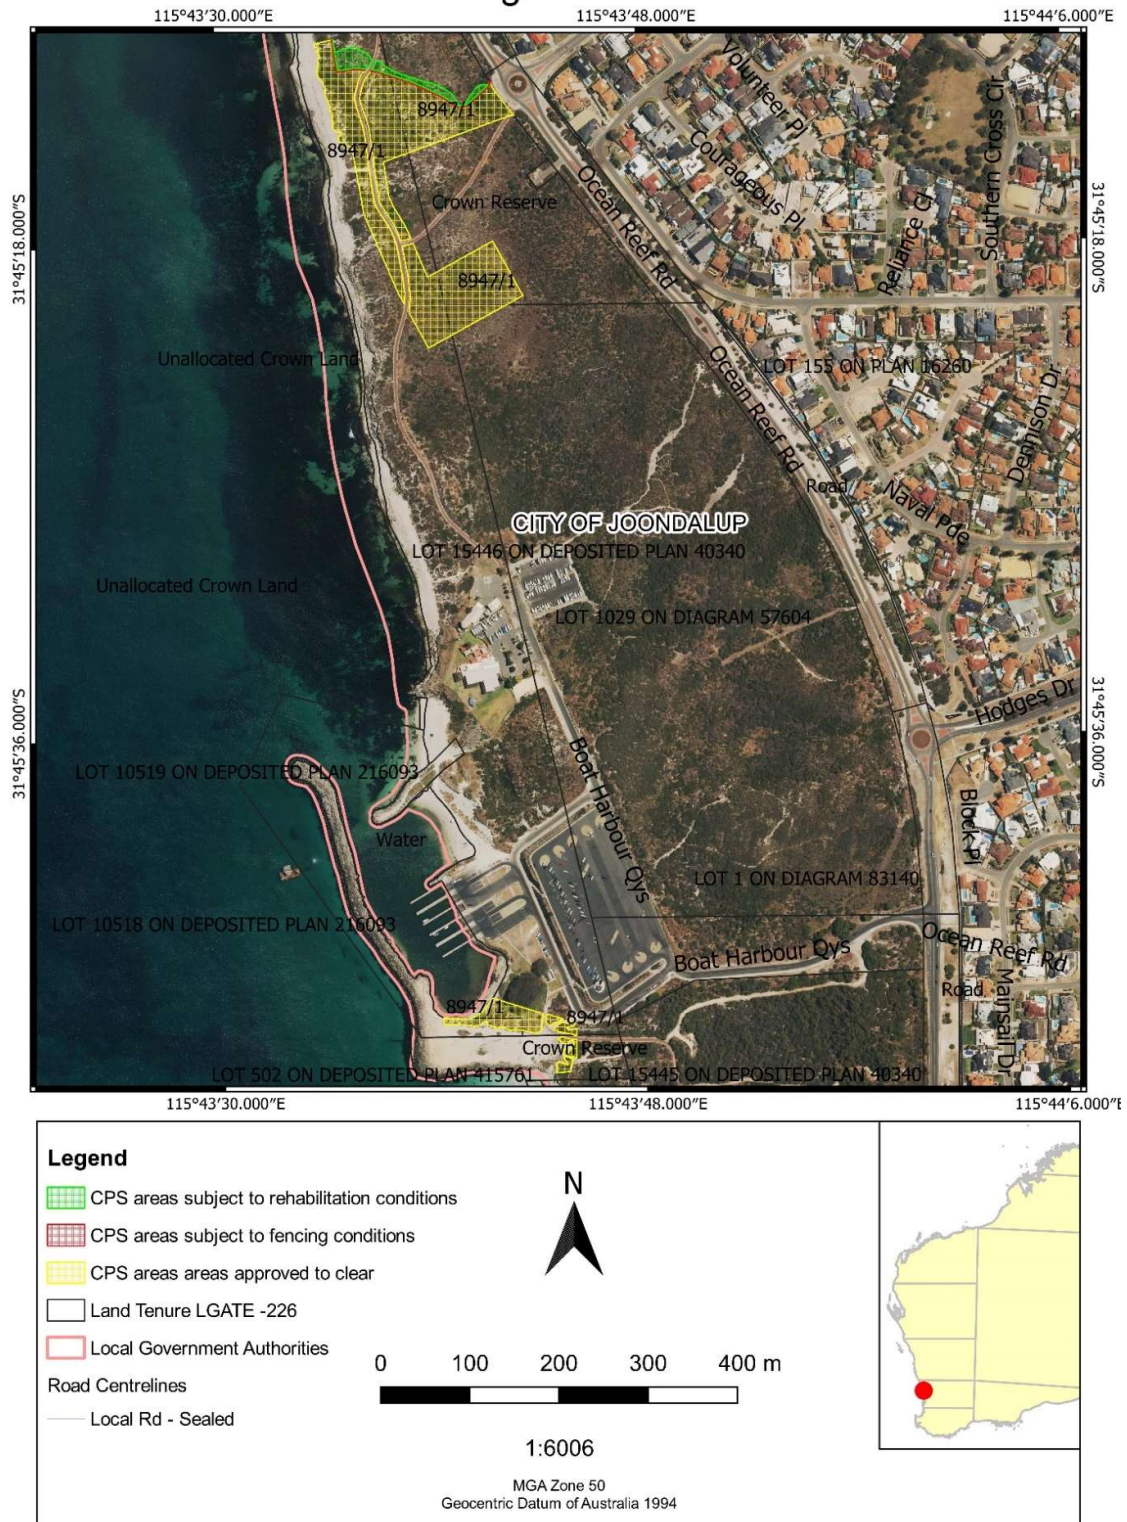 115°43'30.000"E
115°43'48.000"E
115°44'6.000"E
8947/1
8947/1
Volunteer Pl
Courageous Pl
Southern Cross Cir
Crown Reserve
Ocean Reef Rd
Reliance Cl
31°45'18.000"S
31°45'18.000"S
8947/1
Unallocated Crown Land
Ocean Reef Rd
LOT 155 ON PLAN 16260
Dennison Dr
Road
Naval Pde
CITY OF JOONDALUP
LOT 15446 ON DEPOSITED PLAN 40340
Unallocated Crown Land
LOT 1029 ON DIAGRAM 57604
Hodges Dr
31°45'36.000"S
31°45'36.000"S
LOT 10519 ON DEPOSITED PLAN 216093
Boat Harbour Qys
Water
Block Pl
LOT 1 ON DIAGRAM 83140
LOT 10518 ON DEPOSITED PLAN 216093
Ocean Reef Rd
Boat Harbour Qys
Road
Mainsail Dr
8947/1
8947/1
Crown Reserve
LOT 502 ON DEPOSITED PLAN 415761
LOT 15445 ON DEPOSITED PLAN 40340
115°43'30.000"E
115°43'48.000"E
115°44'6.000"E
Legend
CPS areas subject to rehabilitation conditions
CPS areas subject to fencing conditions
CPS areas areas approved to clear
Land Tenure LGATE -226
Local Government Authorities
Road Centrelines
Local Rd - Sealed
N
0 100 200 300 400 m
1:6006
MGA Zone 50
Geocentric Datum of Australia 1994